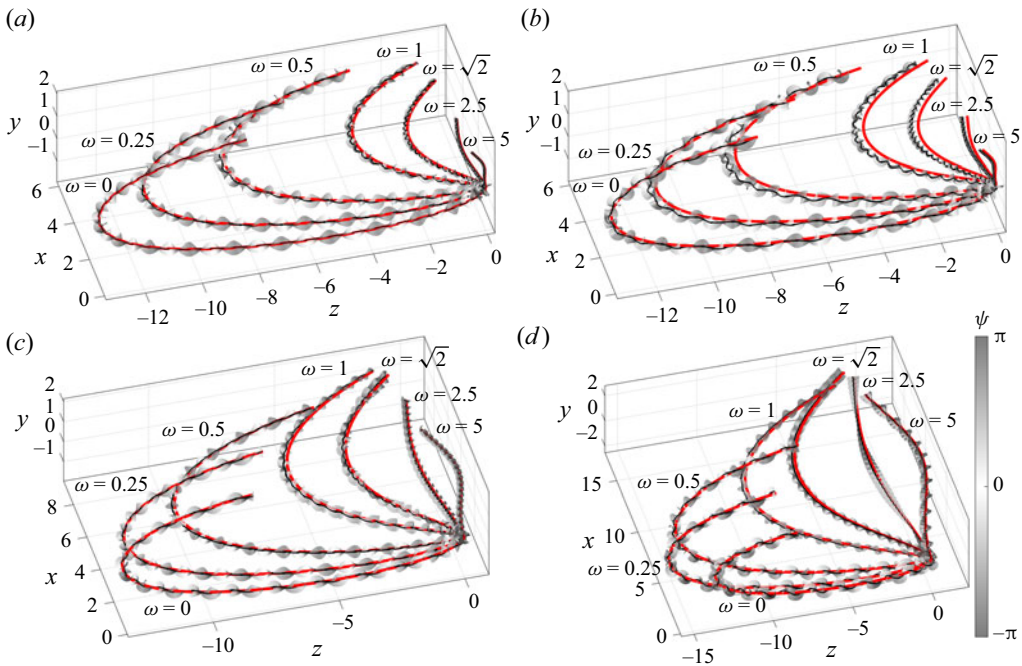 (a)
ω = 0.5
ω = 1
ω = √2
ω = 2.5
ω = 5
ω = 0.25
ω = 0
2
1
0
−1
y
6
4
2
0
x
−12
−10
−8
−6
−4
−2
0
z
(b)
ω = 0.5
ω = 1
ω = √2
ω = 2.5
ω = 5
ω = 0.25
ω = 0
2
1
0
−1
y
6
4
2
0
x
−12
−10
−8
−6
−4
−2
0
z
(c)
ω = 1
ω = √2
ω = 2.5
ω = 5
ω = 0.5
ω = 0.25
ω = 0
2
1
0
−1
y
8
6
4
2
0
x
−10
−5
0
z
(d)
ω = √2
ω = 2.5
ω = 1
ω = 5
ω = 0.5
ω = 0.25
ω = 0
2
0
−2
y
15
10
5
0
x
−15
−10
−5
0
z
ψ
π
0
−π